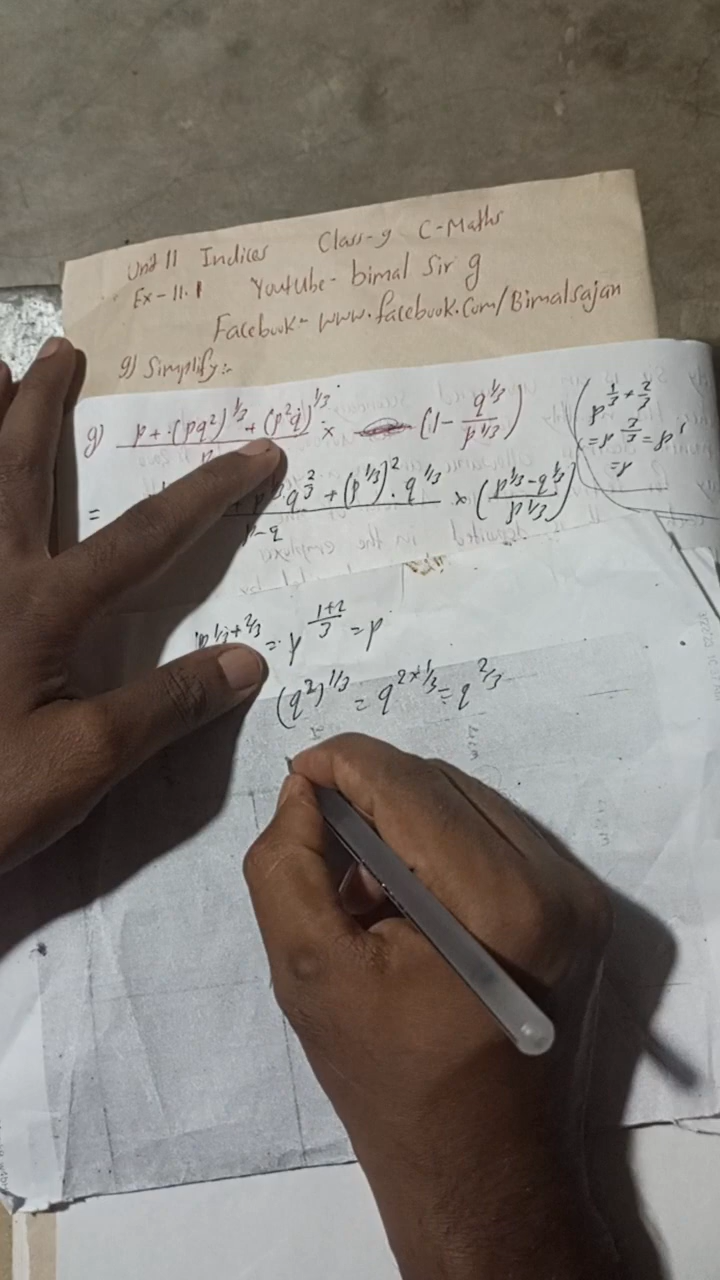 Unit 11 Indices Class-9 C-Maths
Ex-11.1 Youtube- bimal Sir g
Facebook- www.facebook.com/Bimalsajan
g) Simplify:-
g) p+(pq²)^1/3+(p²q)^1/3 × (1- q^1/3 / p^1/3)
= q^2/3 +(p^1/3)².q^1/3 / p-q ×(p^1/3-q^1/3 / p^1/3)
p^1/3+2/3
=p^3/3=p¹
=p
p^1/3+2/3 = p^1+2/3 = p
(q²)^1/3 = q^2×1/3 = q^2/3